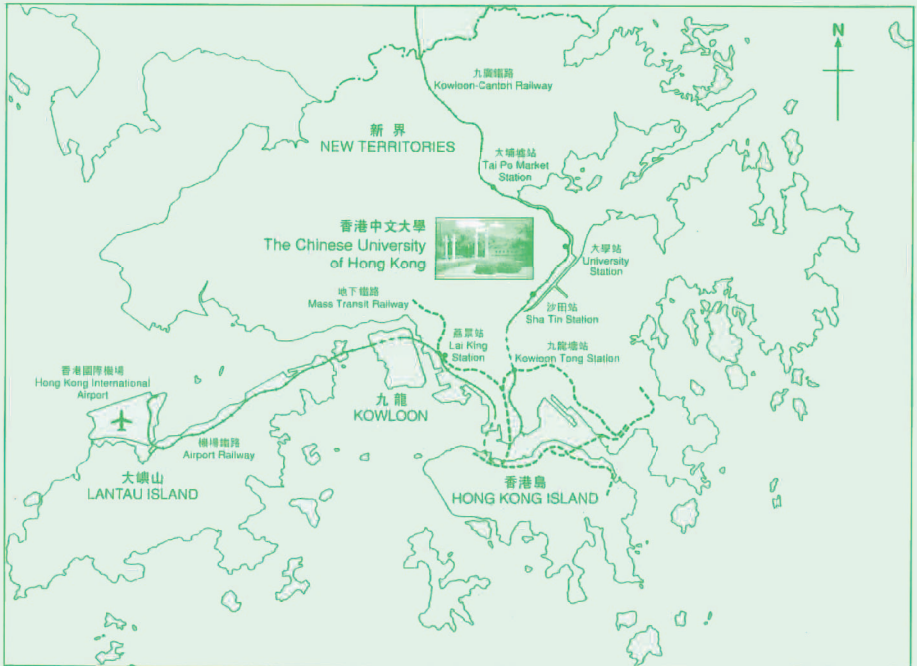 N
九廣鐵路
Kowloon-Canton Railway
新界
NEW TERRITORIES
大埔墟站
Tai Po Market
Station
香港中文大學
The Chinese University
of Hong Kong
大學站
University
Station
地下鐵路
Mass Transit Railway
沙田站
Sha Tin Station
荔景站
Lai King
Station
九龍塘站
Kowloon Tong Station
香港國際機場
Hong Kong International
Airport
九龍
KOWLOON
機場鐵路
Airport Railway
大嶼山
LANTAU ISLAND
香港島
HONG KONG ISLAND